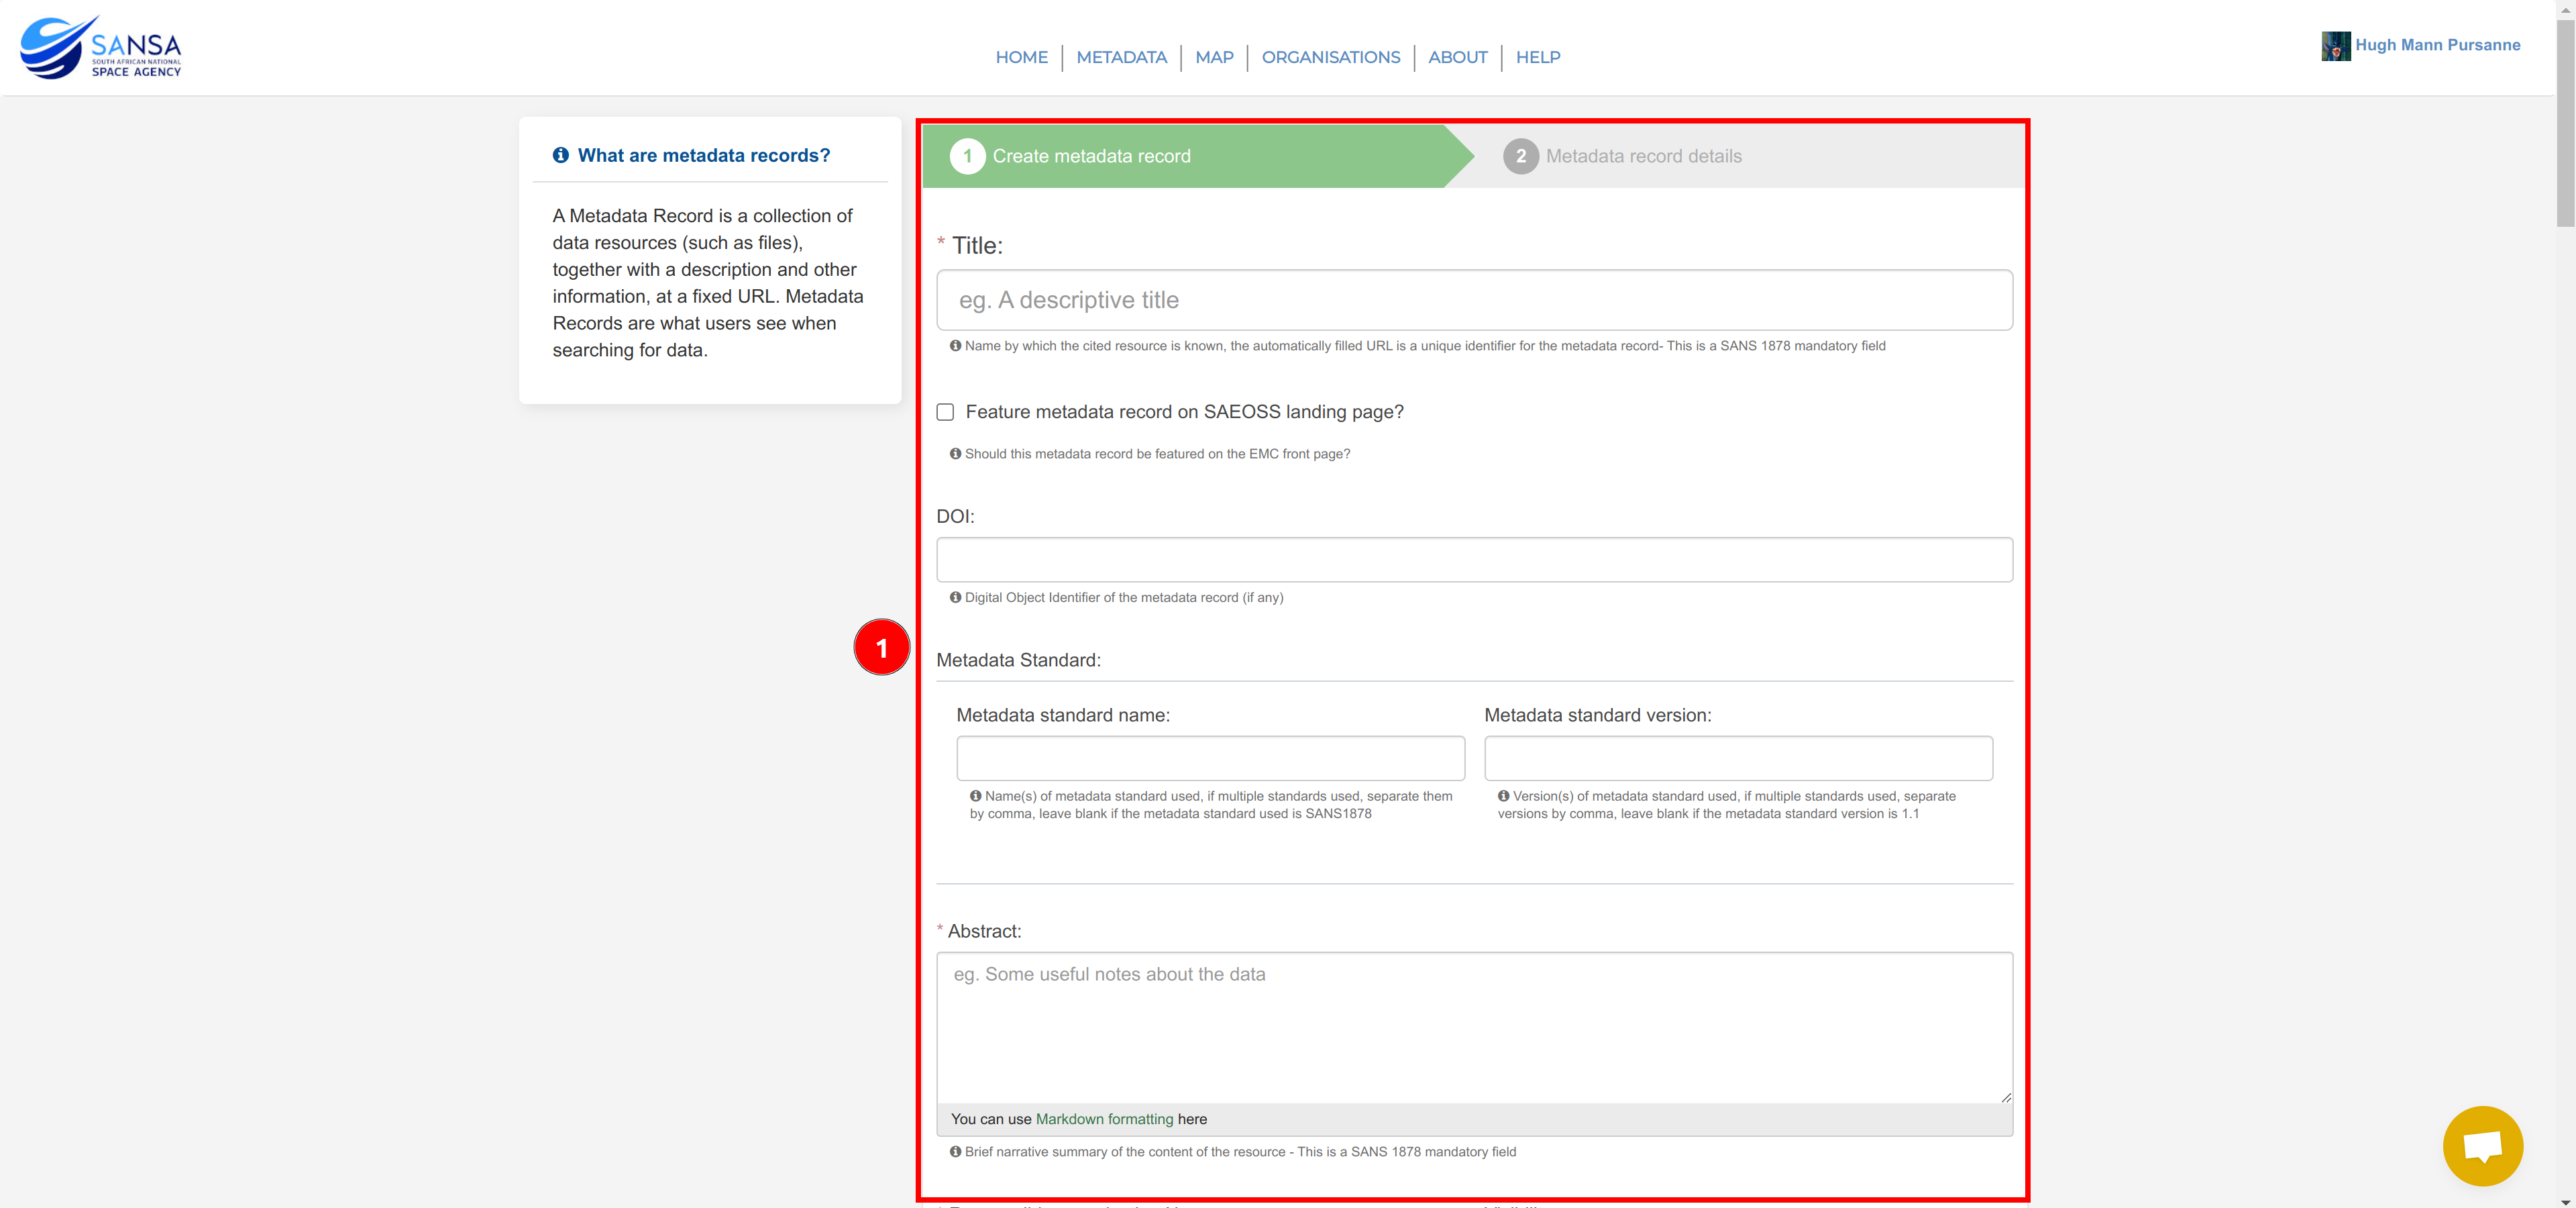 SANSA
SOUTH AFRICAN NATIONAL
SPACE AGENCY
HOME
METADATA
MAP
ORGANISATIONS
ABOUT
HELP
Hugh Mann Pursanne
What are metadata records?
A Metadata Record is a collection of
data resources (such as files),
together with a description and other
information, at a fixed URL. Metadata
Records are what users see when
searching for data.
1 Create metadata record
2 Metadata record details
* Title:
eg. A descriptive title
Name by which the cited resource is known, the automatically filled URL is a unique identifier for the metadata record- This is a SANS 1878 mandatory field
Feature metadata record on SAEOSS landing page?
Should this metadata record be featured on the EMC front page?
DOI:
Digital Object Identifier of the metadata record (if any)
1
Metadata Standard:
Metadata standard name:
Name(s) of metadata standard used, if multiple standards used, separate them
by comma, leave blank if the metadata standard used is SANS1878
Metadata standard version:
Version(s) of metadata standard used, if multiple standards used, separate
versions by comma, leave blank if the metadata standard version is 1.1
* Abstract:
eg. Some useful notes about the data
You can use Markdown formatting here
Brief narrative summary of the content of the resource - This is a SANS 1878 mandatory field